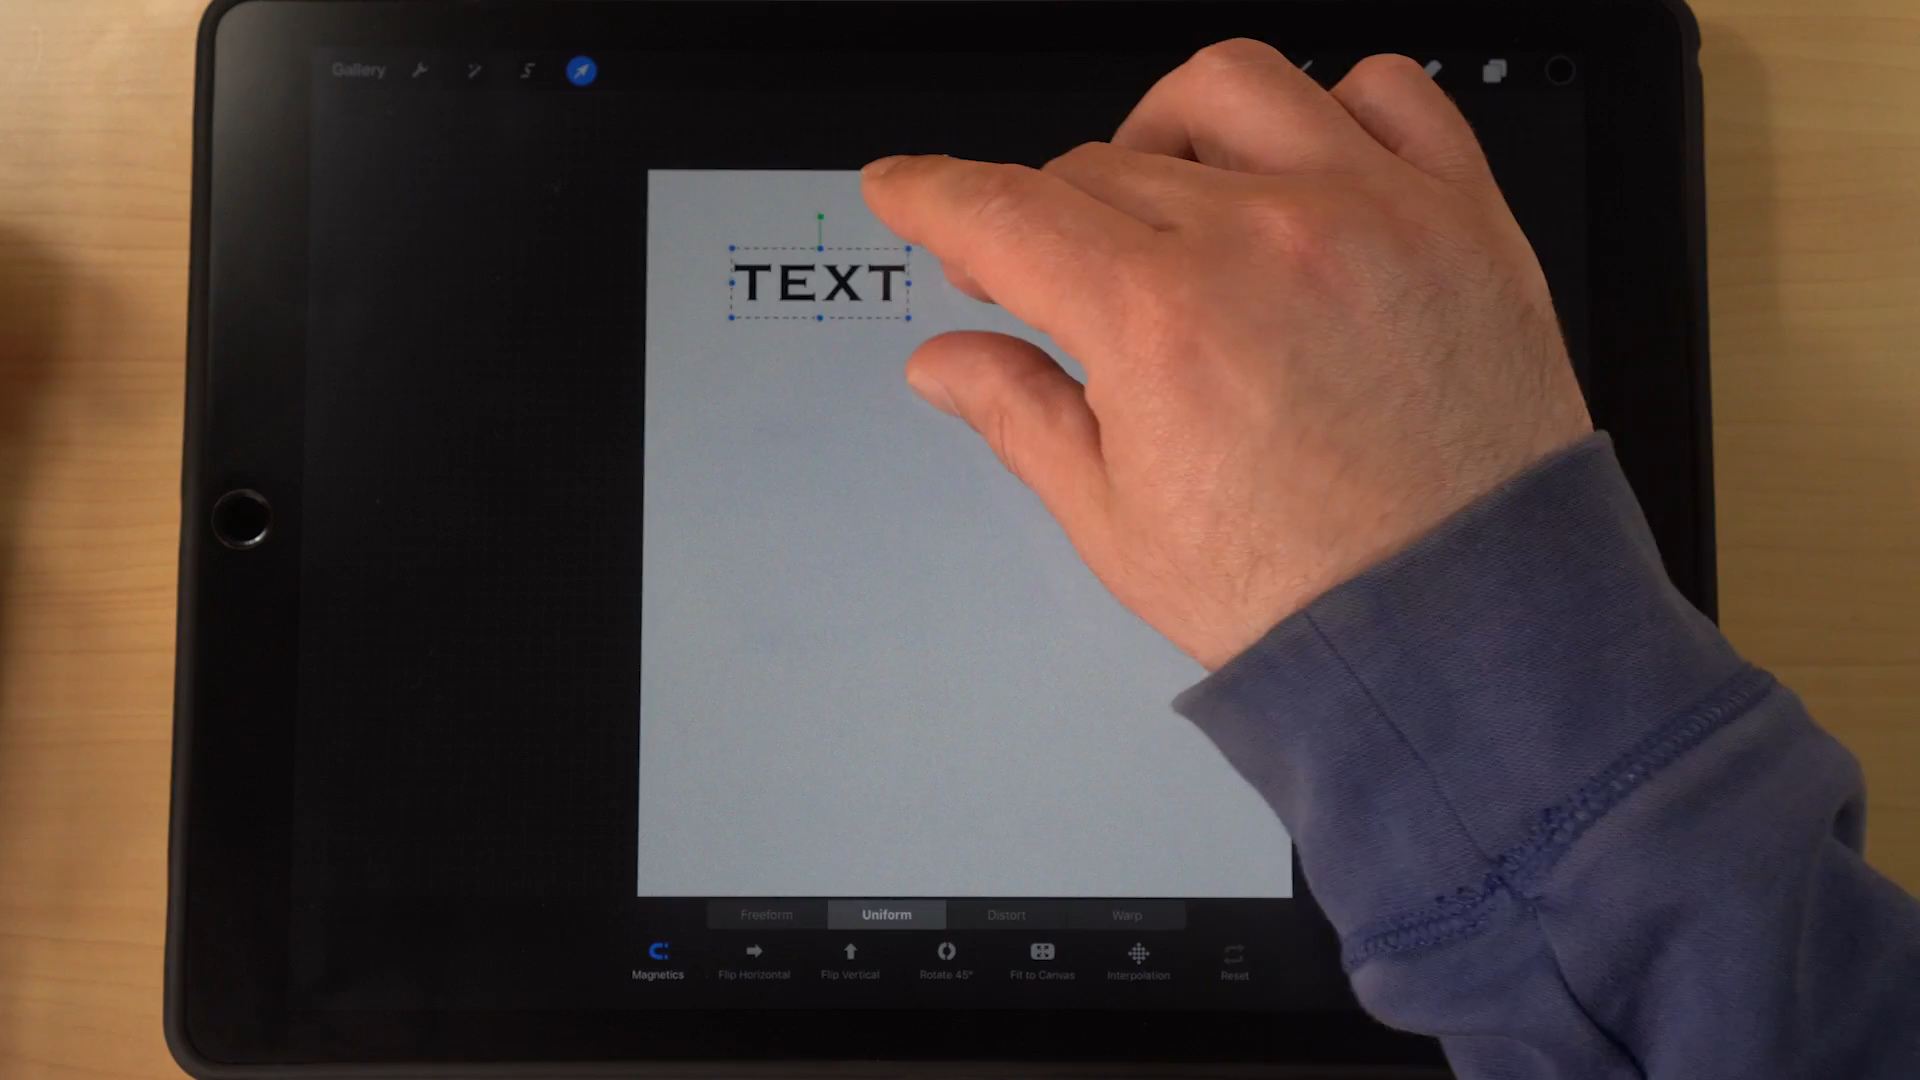 Gallery
TEXT
Freeform Uniform Distort Warp
Magnetics Flip Horizontal Flip Vertical Rotate 45° Fit to Canvas Interpolation Reset